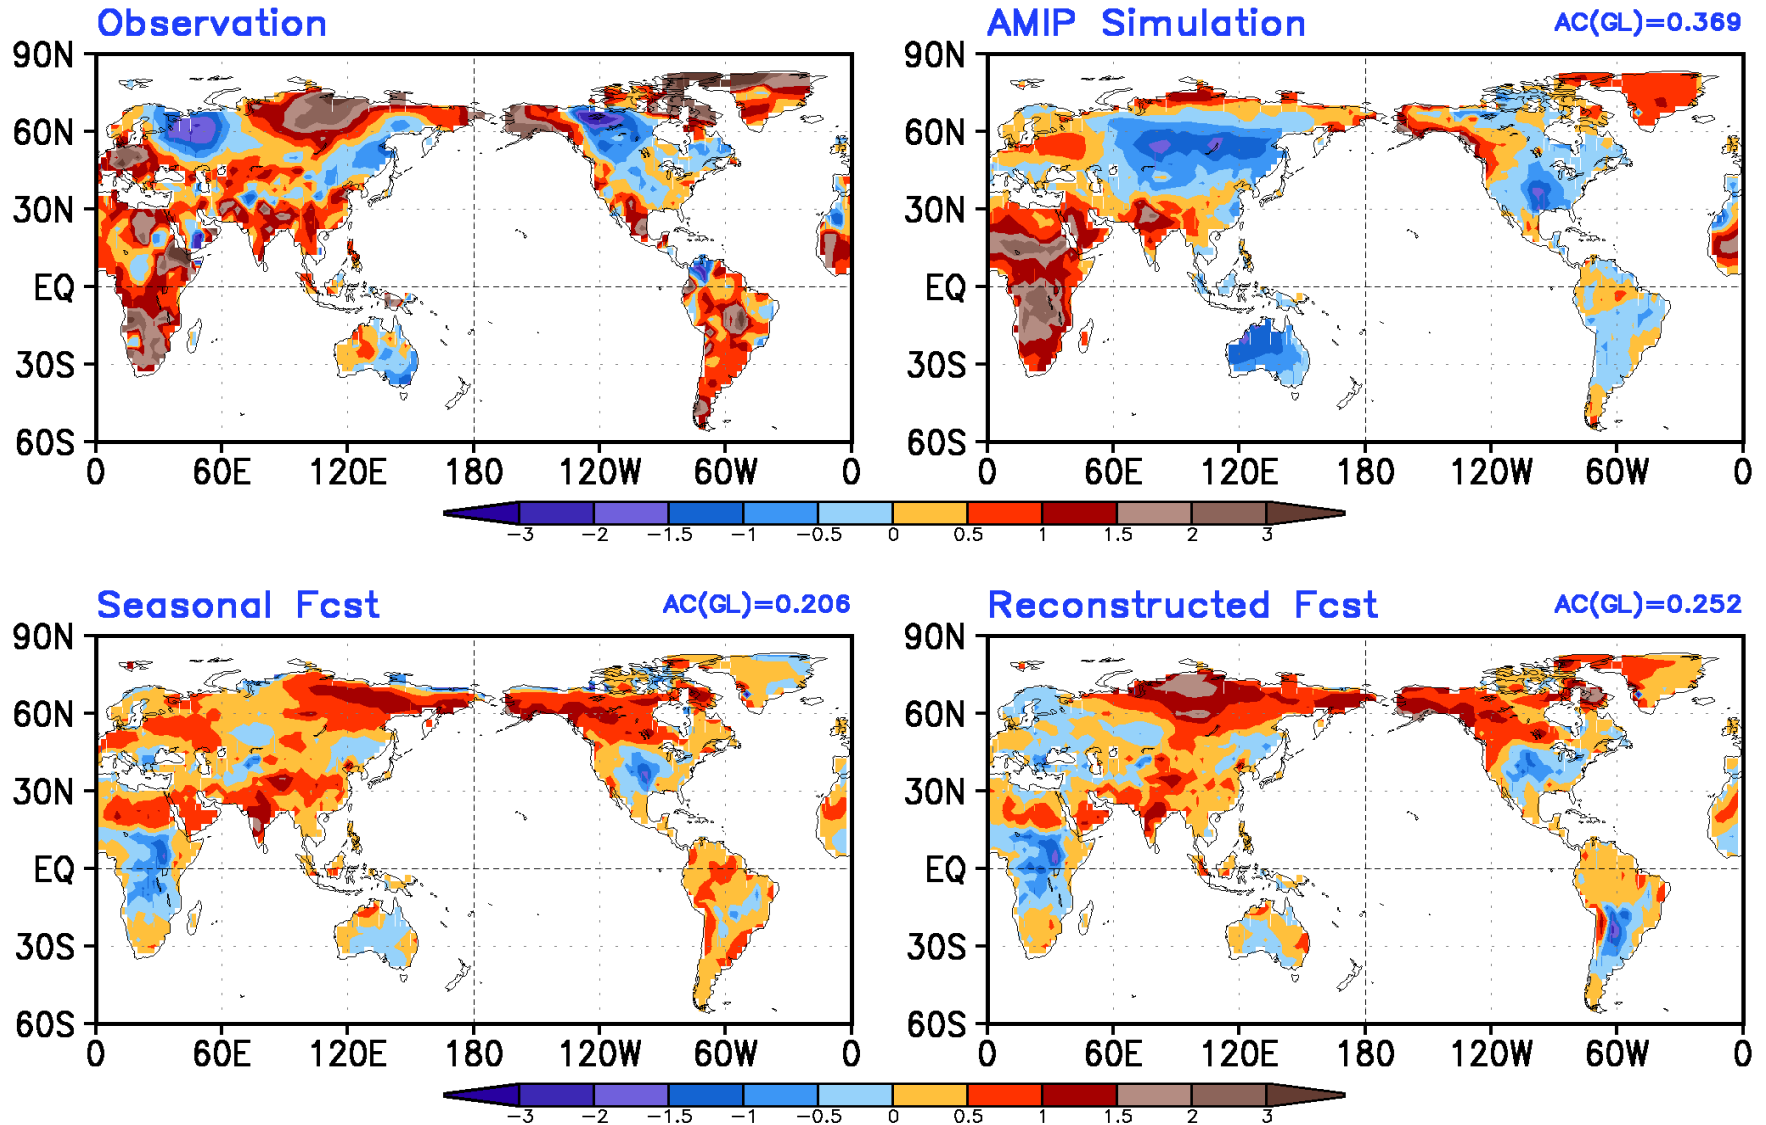 Observation
AMIP Simulation AC(GL)=0.369
90N 90N
60N 60N
30N 30N
EQ EQ
30S 30S
60S 60S
0 60E 120E 180 120W 60W 0 0 60E 120E 180 120W 60W 0
-3 -2 -1.5 -1 -0.5 0 0.5 1 1.5 2 3
Seasonal Fcst AC(GL)=0.206
Reconstructed Fcst AC(GL)=0.252
90N 90N
60N 60N
30N 30N
EQ EQ
30S 30S
60S 60S
0 60E 120E 180 120W 60W 0 0 60E 120E 180 120W 60W 0
-3 -2 -1.5 -1 -0.5 0 0.5 1 1.5 2 3